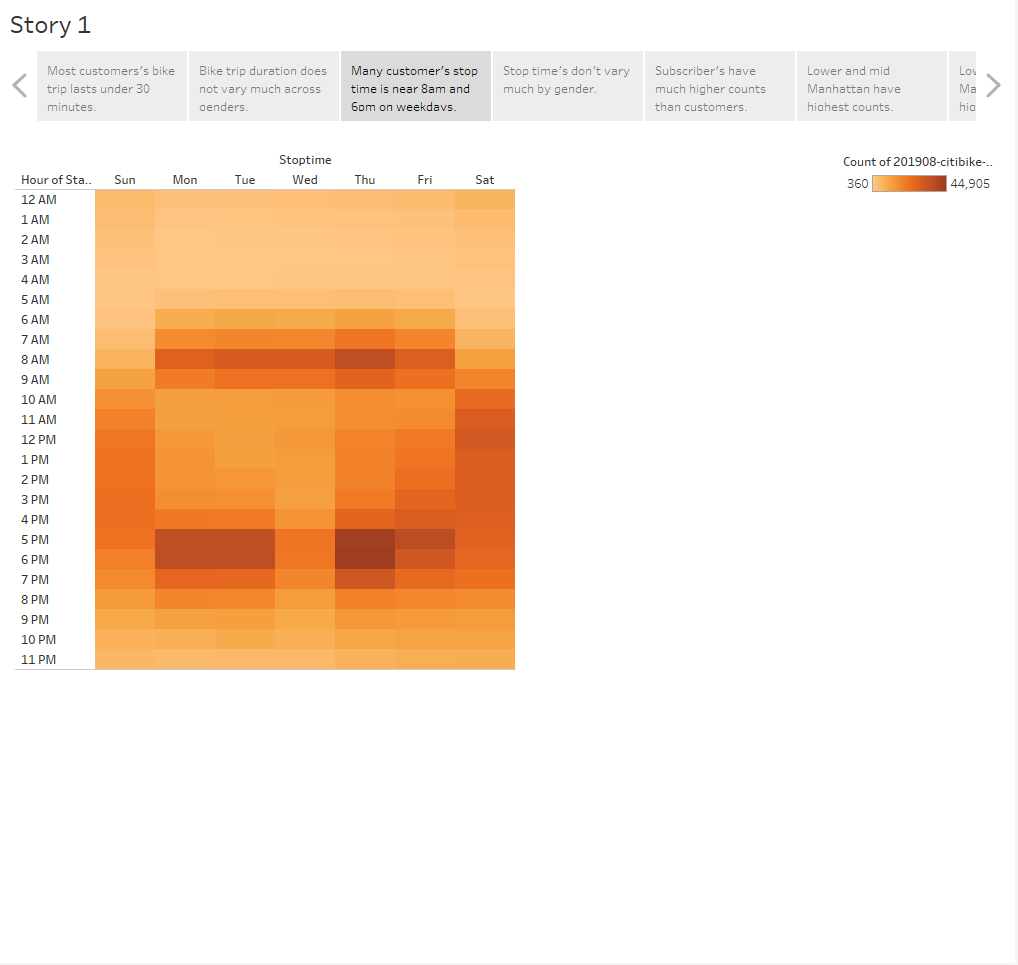 Story 1
Most customers's bike
trip lasts under 30
minutes.
Bike trip duration does
not vary much across
genders.
Many customer's stop
time is near 8am and
6pm on weekdays.
Stop time's don't vary
much by gender.
Subscriber's have
much higher counts
than customers.
Lower and mid
Manhattan have
highest counts.
Stoptime
Hour of Sta..
Sun
Mon
Tue
Wed
Thu
Fri
Sat
12 AM
1 AM
2 AM
3 AM
4 AM
5 AM
6 AM
7 AM
8 AM
9 AM
10 AM
11 AM
12 PM
1 PM
2 PM
3 PM
4 PM
5 PM
6 PM
7 PM
8 PM
9 PM
10 PM
11 PM
Count of 201908-citibike-..
360
44,905